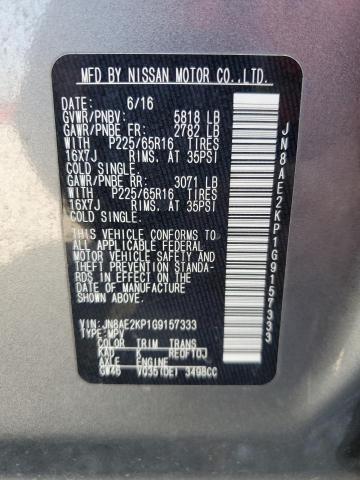 MFD BY NISSAN MOTOR CO.,LTD.
DATE: 6/16
GVWR/PNBV: 5818 LB
GAWR/PNBE FR: 2782 LB
WITH P225/65R16 TIRES
16X7J RIMS, AT 35PSI
COLD SINGLE.
GAWR/PNBE RR: 3071 LB
WITH P225/65R16 TIRES
16X7J RIMS, AT 35PSI
COLD SINGLE.
THIS VEHICLE CONFORMS TO
ALL APPLICABLE FEDERAL
MOTOR VEHICLE SAFETY AND
THEFT PREVENTION STANDA-
RDS IN EFFECT ON THE
DATE OF MANUFACTURE
SHOWN ABOVE.
VIN:JN8AE2KP1G9157333
TYPE:MPV
COLOR TRIM TRANS
KAD K RE0F10J
AXLE ENGINE
GW46 VQ35(DE) 3498CC
JN8AE2KP1G9157333